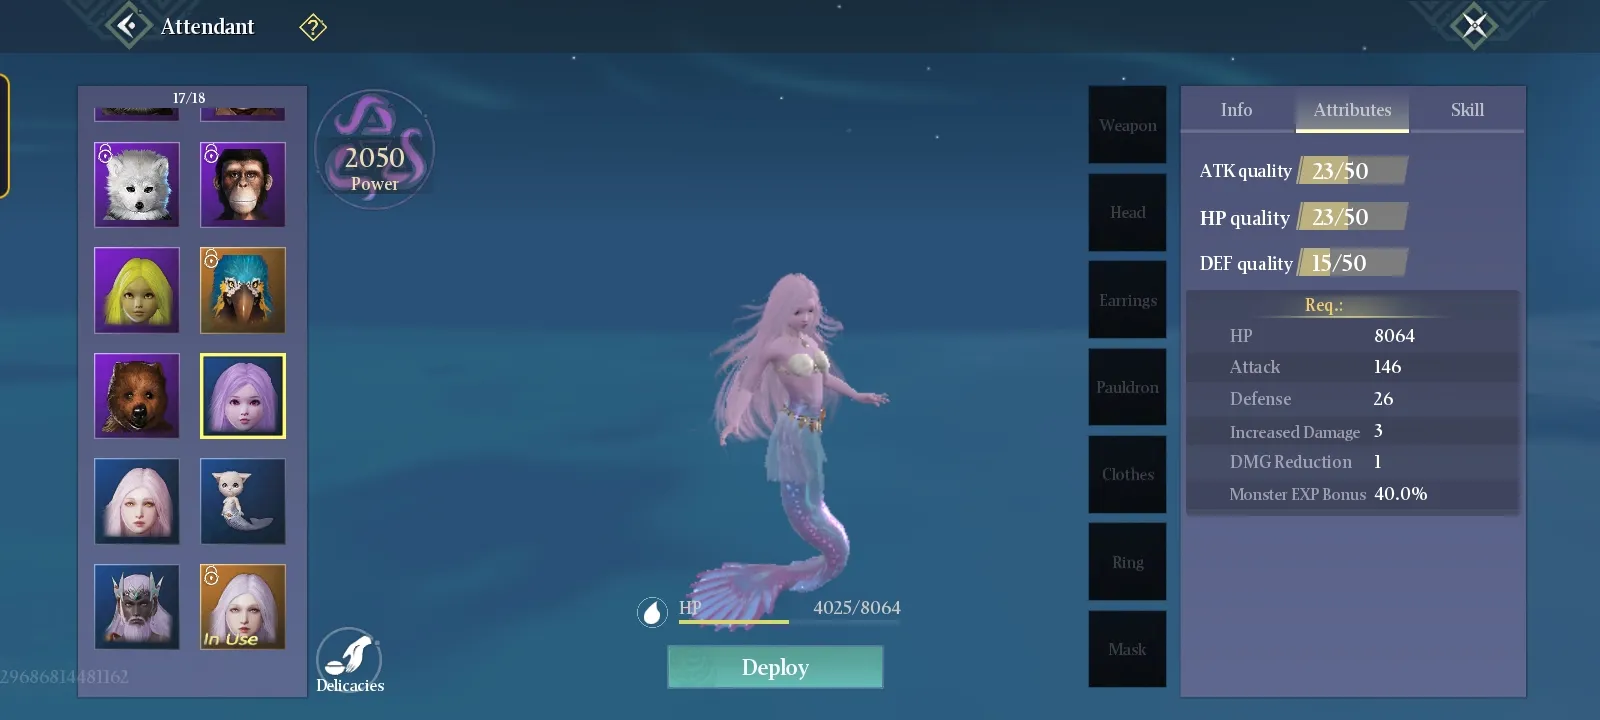 Attendant
?
17/18
2050
Power
In Use
Delicacies
HP 4025/8064
Deploy
Weapon
Head
Earrings
Pauldron
Clothes
Ring
Mask
Info Attributes Skill
ATK quality 23/50
HP quality 23/50
DEF quality 15/50
Req.:
HP 8064
Attack 146
Defense 26
Increased Damage 3
DMG Reduction 1
Monster EXP Bonus 40.0%
29686814481162